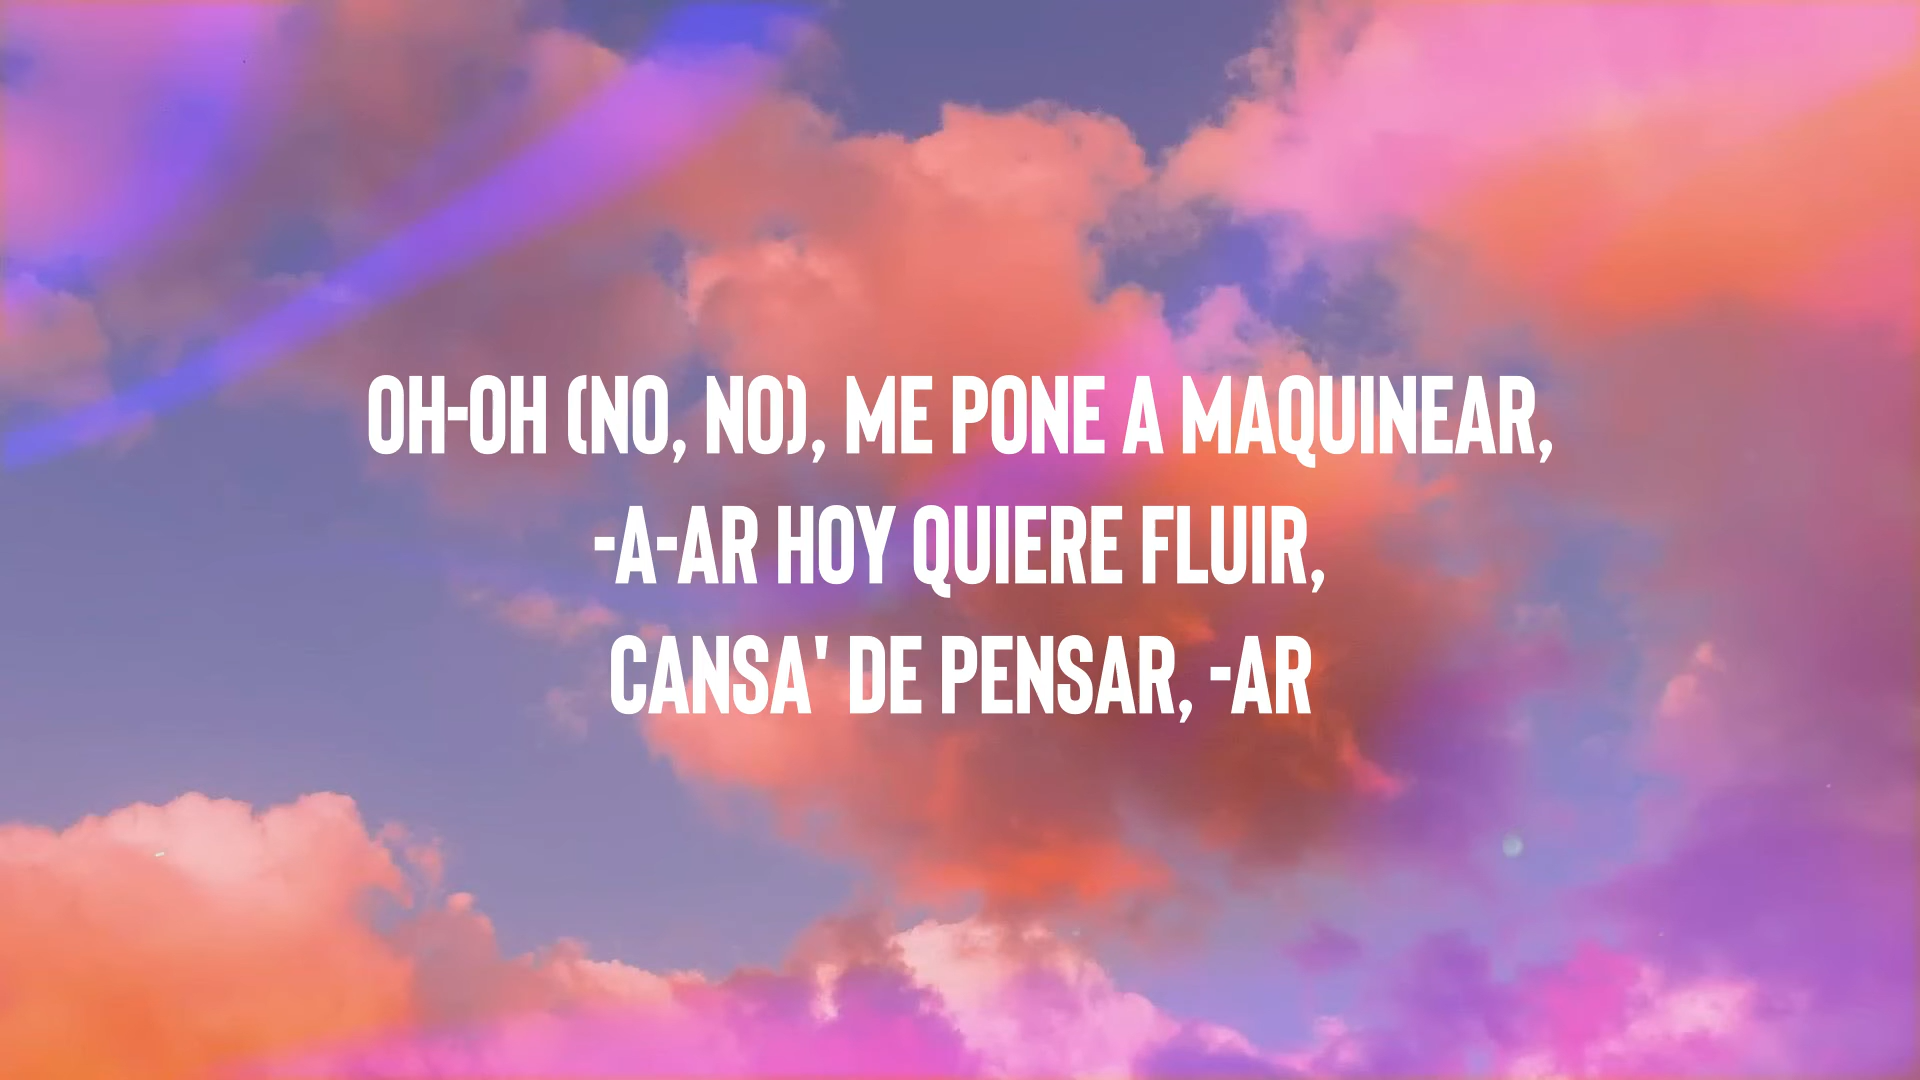 OH-OH (NO, NO), ME PONE A MAQUINEAR,
-A-AR HOY QUIERE FLUIR,
CANSA' DE PENSAR, -AR